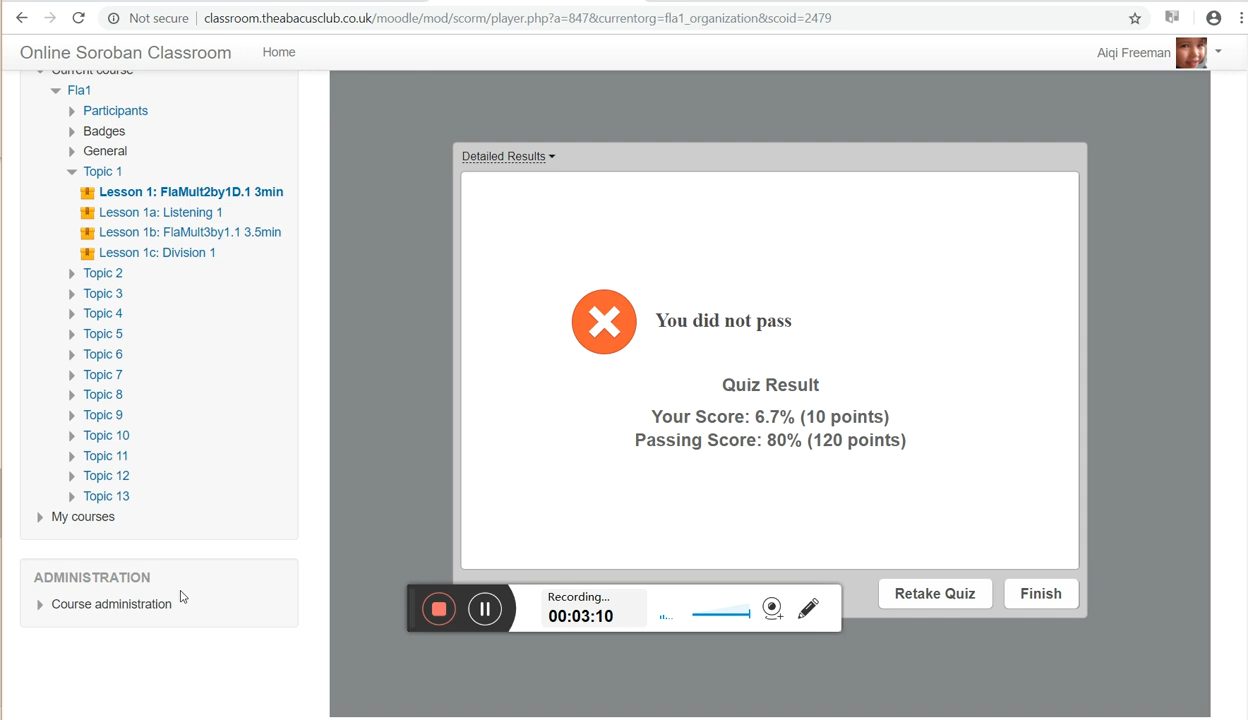 Not secure
classroom.theabacusclub.co.uk/moodle/mod/scorm/player.php?a=847&currentorg=fla1_organization&scoid=2479
Online Soroban Classroom
Home
Aiqi Freeman
Current course
Fla1
Participants
Badges
General
Topic 1
Lesson 1: FlaMult2by1D.1 3min
Lesson 1a: Listening 1
Lesson 1b: FlaMult3by1.1 3.5min
Lesson 1c: Division 1
Topic 2
Topic 3
Topic 4
Topic 5
Topic 6
Topic 7
Topic 8
Topic 9
Topic 10
Topic 11
Topic 12
Topic 13
My courses
ADMINISTRATION
Course administration
Detailed Results
You did not pass
Quiz Result
Your Score: 6.7% (10 points)
Passing Score: 80% (120 points)
Retake Quiz
Finish
Recording...
00:03:10